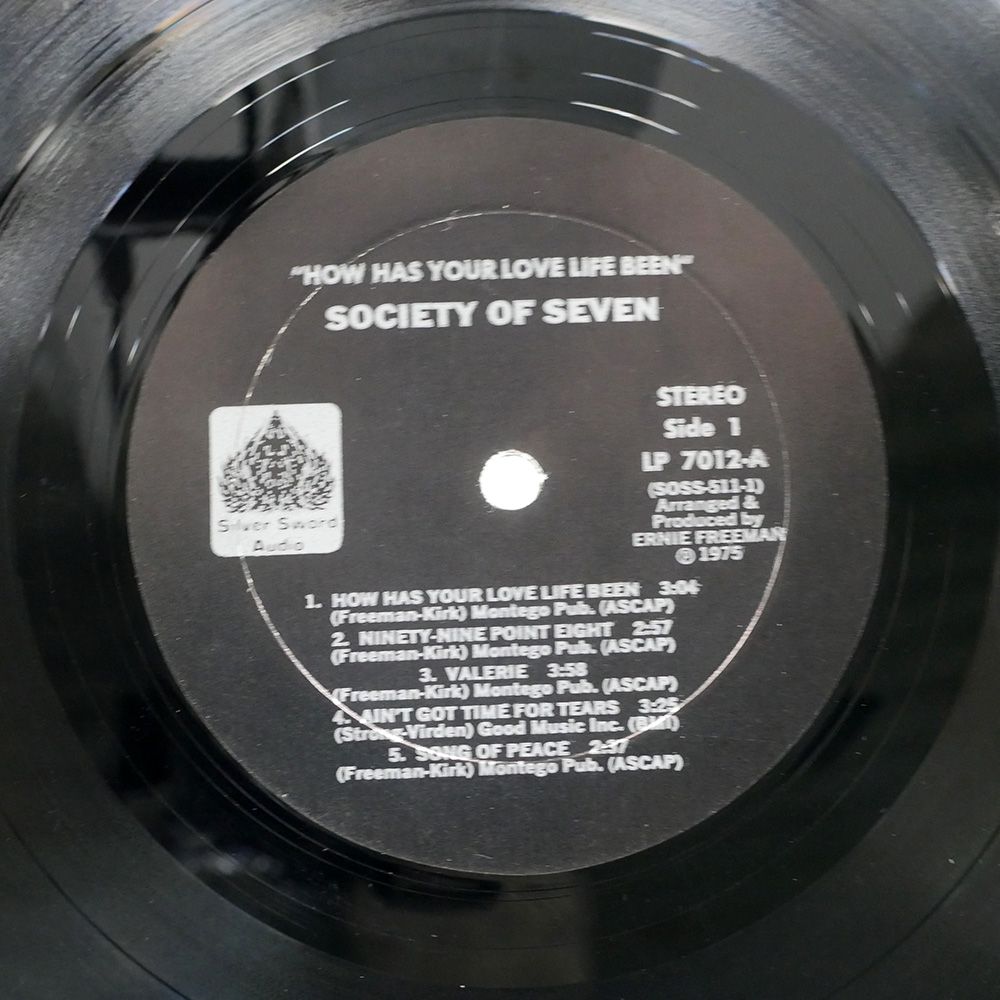 "HOW HAS YOUR LOVE LIFE BEEN"
SOCIETY OF SEVEN
STEREO
Side 1
LP 7012-A
(SOSS-511-1)
Arranged &
Produced by
ERNIE FREEMAN
℗ 1975
Silver Sword
Audio
1. HOW HAS YOUR LOVE LIFE BEEN 3:04
(Freeman-Kirk) Montego Pub. (ASCAP)
2. NINETY-NINE POINT EIGHT 2:57
(Freeman-Kirk) Montego Pub. (ASCAP)
3. VALERIE 3:58
(Freeman-Kirk) Montego Pub. (ASCAP)
4. AIN'T GOT TIME FOR TEARS 3:25
(Strong-Virden) Good Music Inc. (BMI)
5. SONG OF PEACE 2:37
(Freeman-Kirk) Montego Pub. (ASCAP)